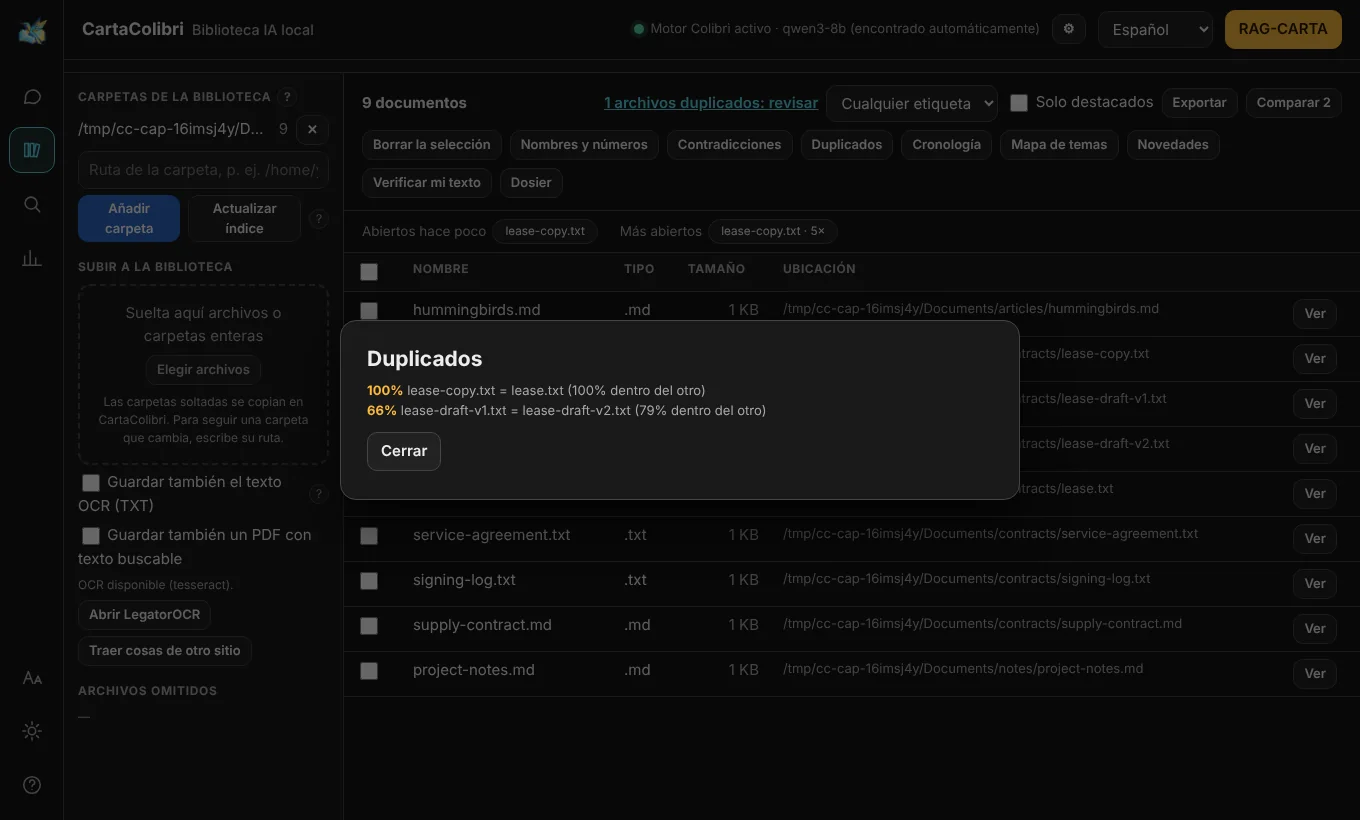 CartaColibri Biblioteca IA local
Motor Colibri activo · qwen3-8b (encontrado automáticamente)
Español
RAG-CARTA
CARPETAS DE LA BIBLIOTECA ?
/tmp/cc-cap-16imsj4y/D... 9 ×
Ruta de la carpeta, p. ej. /home/
Añadir
carpeta
Actualizar
índice
?
SUBIR A LA BIBLIOTECA
Suelta aquí archivos o
carpetas enteras
Elegir archivos
Las carpetas soltadas se copian en
CartaColibri. Para seguir una carpeta
que cambia, escribe su ruta.
Guardar también el texto
OCR (TXT)
?
Guardar también un PDF con
texto buscable
OCR disponible (tesseract).
Abrir LegatorOCR
Traer cosas de otro sitio
ARCHIVOS OMITIDOS
—
AA
?
9 documentos
1 archivos duplicados: revisar
Cualquier etiqueta
Solo destacados
Exportar
Comparar 2
Borrar la selección
Nombres y números
Contradicciones
Duplicados
Cronología
Mapa de temas
Novedades
Verificar mi texto
Dosier
Abiertos hace poco lease-copy.txt Más abiertos lease-copy.txt · 5×
NOMBRE TIPO TAMAÑO UBICACIÓN
hummingbirds.md .md 1 KB /tmp/cc-cap-16imsj4y/Documents/articles/hummingbirds.md Ver
tracts/lease-copy.txt Ver
tracts/lease-draft-v1.txt Ver
tracts/lease-draft-v2.txt Ver
tracts/lease.txt Ver
Duplicados
100% lease-copy.txt = lease.txt (100% dentro del otro)
66% lease-draft-v1.txt = lease-draft-v2.txt (79% dentro del otro)
Cerrar
service-agreement.txt .txt 1 KB /tmp/cc-cap-16imsj4y/Documents/contracts/service-agreement.txt Ver
signing-log.txt .txt 1 KB /tmp/cc-cap-16imsj4y/Documents/contracts/signing-log.txt Ver
supply-contract.md .md 1 KB /tmp/cc-cap-16imsj4y/Documents/contracts/supply-contract.md Ver
project-notes.md .md 1 KB /tmp/cc-cap-16imsj4y/Documents/notes/project-notes.md Ver